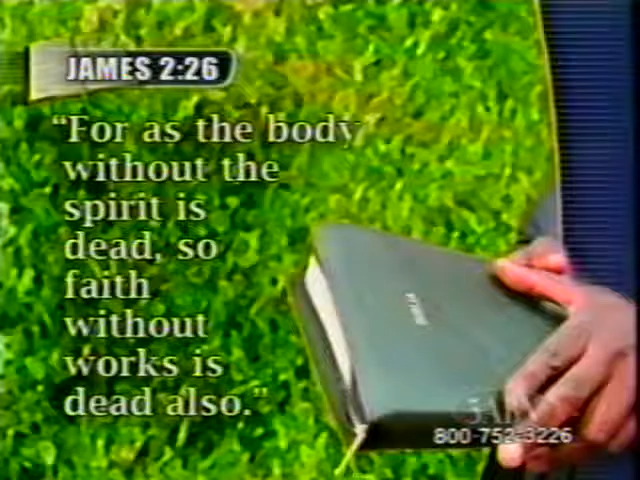 JAMES 2:26
"For as the body
without the
spirit is
dead, so
faith
without
works is
dead also."
3ABN
800-752-3226